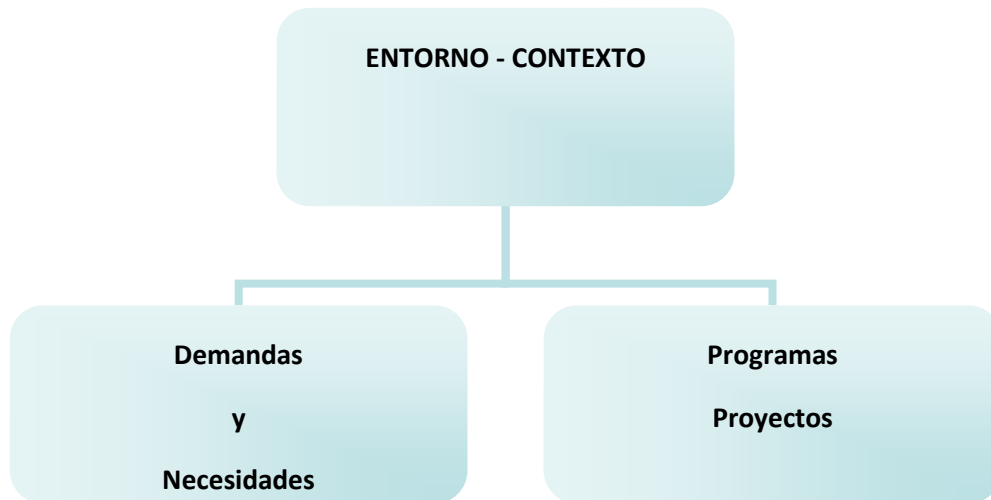 ENTORNO - CONTEXTO
Demandas
y
Necesidades
Programas
Proyectos